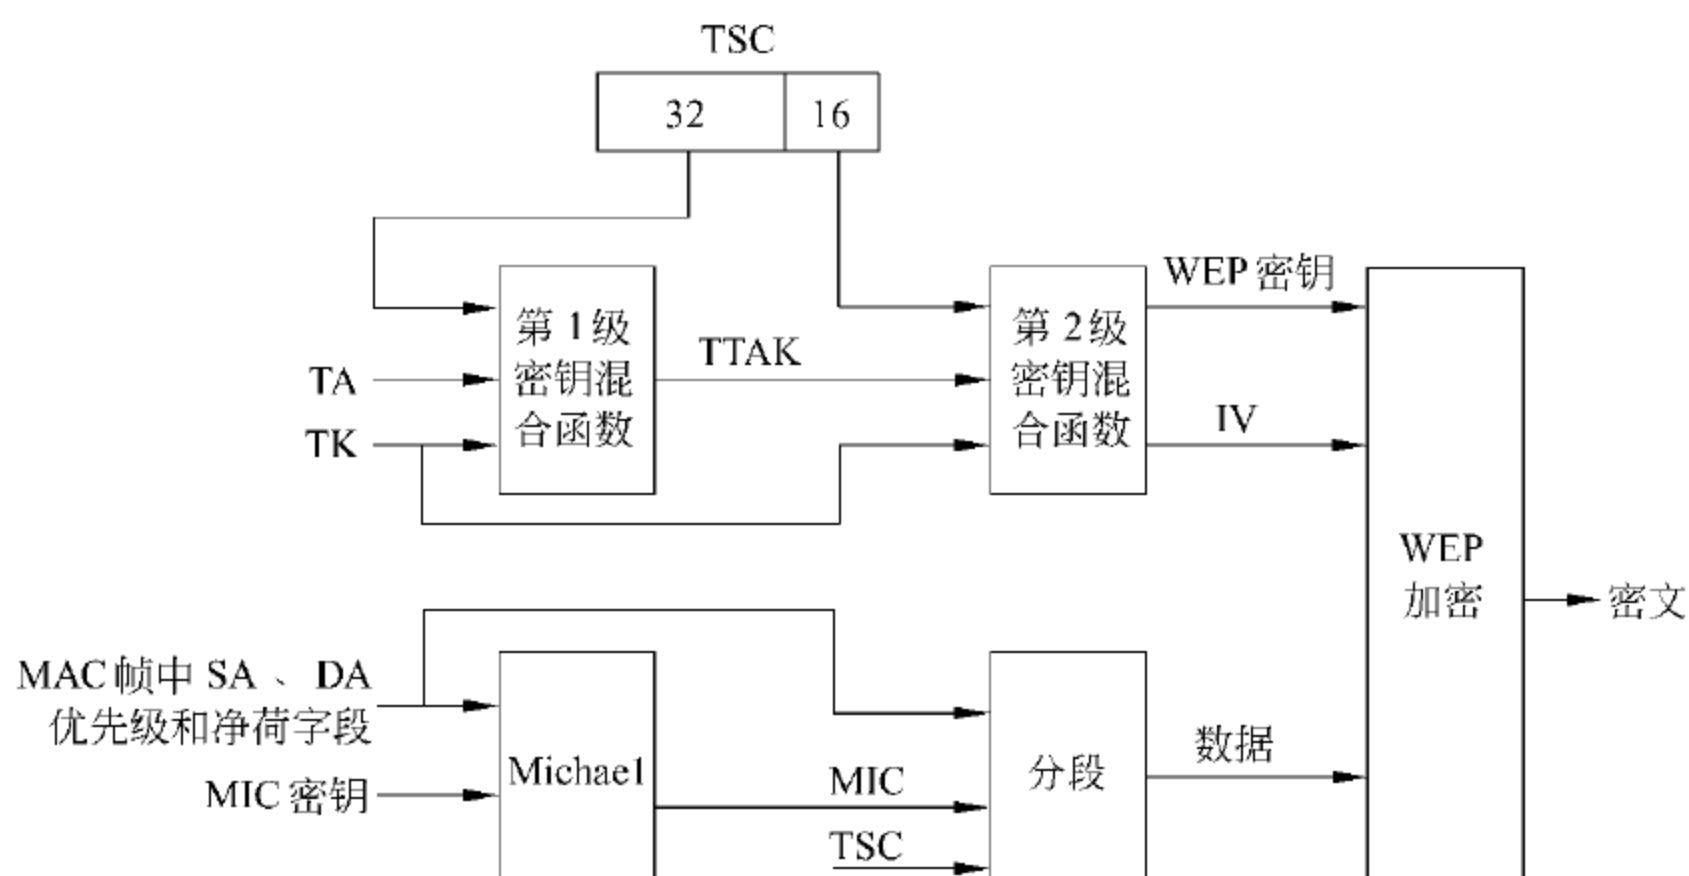 TSC
32
16
WEP 密钥
第 1 级
密钥混
合函数
TTAK
第 2 级
密钥混
合函数
TA
TK
IV
WEP
加密
密文
MAC 帧中 SA 、 DA
优先级和净荷字段
MIC 密钥
Michael
MIC
TSC
分段
数据